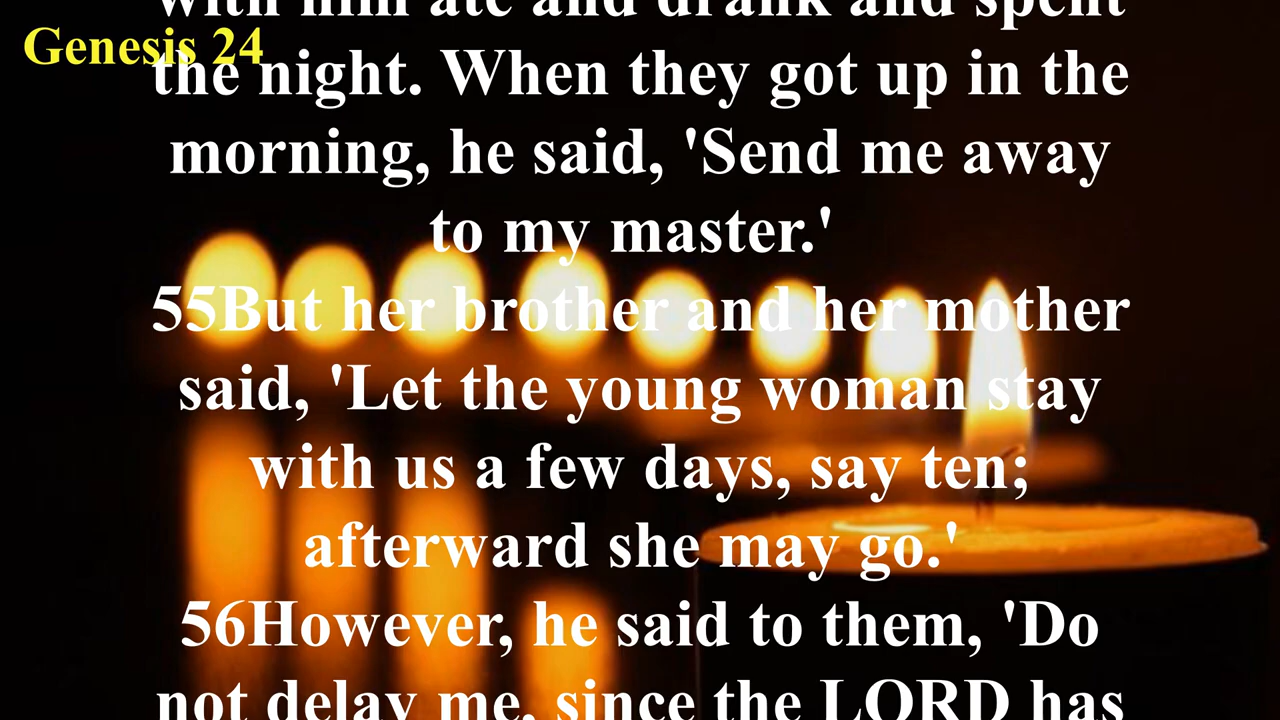 with him ate and drank and spent
Genesis 24
the night. When they got up in the
morning, he said, 'Send me away
to my master.'
55But her brother and her mother
said, 'Let the young woman stay
with us a few days, say ten;
afterward she may go.'
56However, he said to them, 'Do
not delay me, since the LORD has